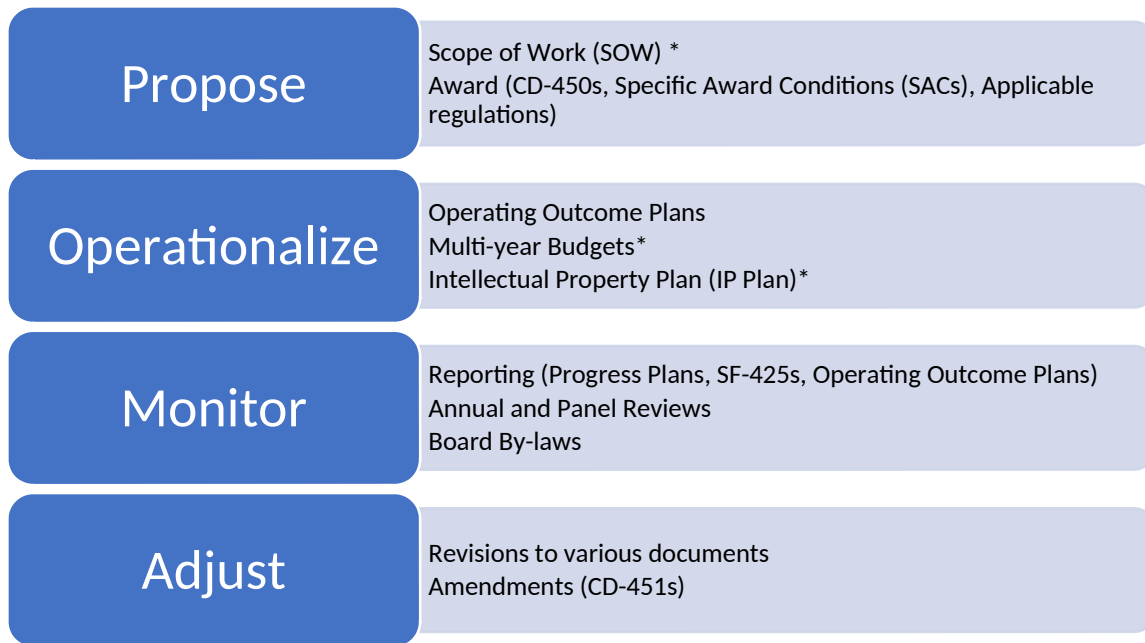 Propose
Scope of Work (SOW) *
Award (CD-450s, Specific Award Conditions (SACs), Applicable
regulations)
Operationalize
Operating Outcome Plans
Multi-year Budgets*
Intellectual Property Plan (IP Plan)*
Monitor
Reporting (Progress Plans, SF-425s, Operating Outcome Plans)
Annual and Panel Reviews
Board By-laws
Adjust
Revisions to various documents
Amendments (CD-451s)